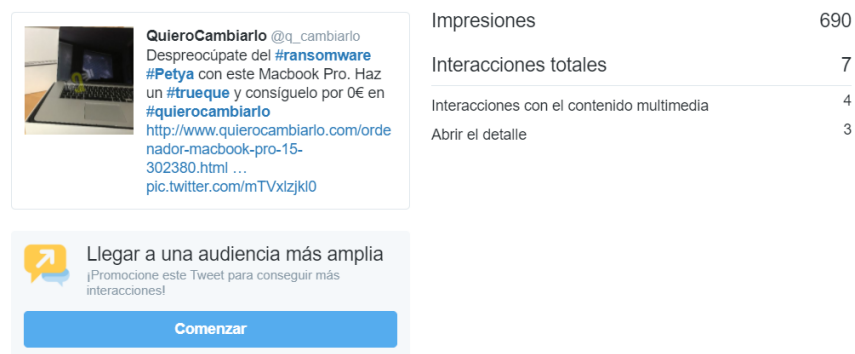 QuieroCambiarlo @q_cambiarlo
Despreocúpate del #ransomware
#Petya con este Macbook Pro. Haz
un #trueque y consíguelo por 0€ en
#quierocambiarlo
http://www.quierocambiarlo.com/orde
nador-macbook-pro-15-
302380.html …
pic.twitter.com/mTVxlzjkl0
Llegar a una audiencia más amplia
¡Promocione este Tweet para conseguir más
interacciones!
Comenzar
Impresiones 690
Interacciones totales 7
Interacciones con el contenido multimedia 4
Abrir el detalle 3